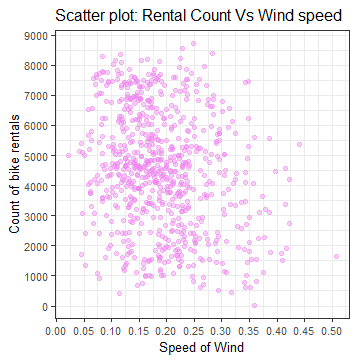 Scatter plot: Rental Count Vs Wind speed
Count of bike rentals
9000
8000
7000
6000
5000
4000
3000
2000
1000
0
0.00 0.05 0.10 0.15 0.20 0.25 0.30 0.35 0.40 0.45 0.50
Speed of Wind